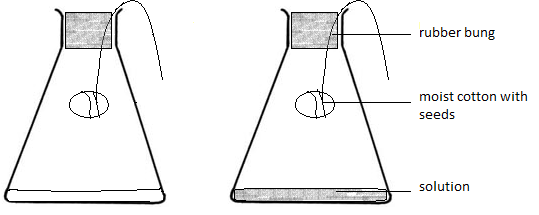 rubber bung
moist cotton with
seeds
solution